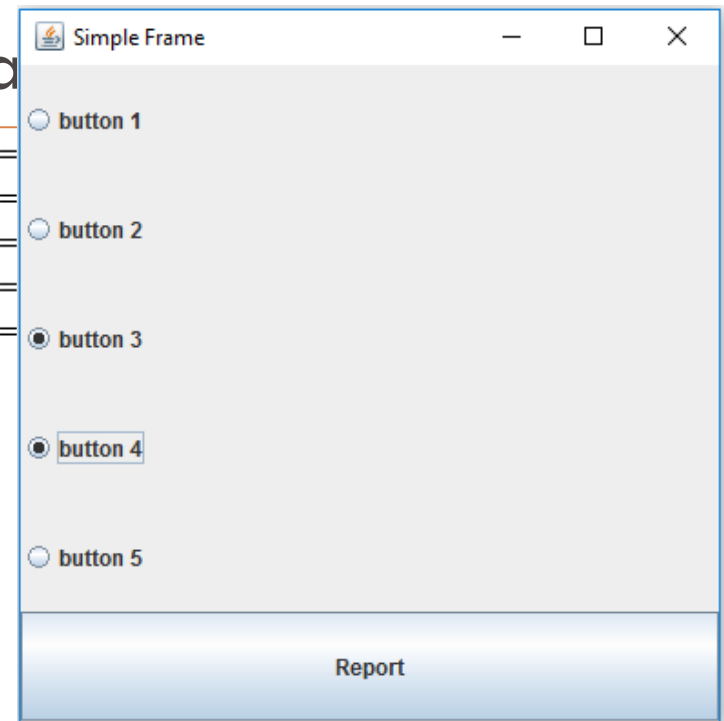 Simple Frame
a
=
button 1
=
=
button 2
=
=
button 3
button 4
button 5
Report